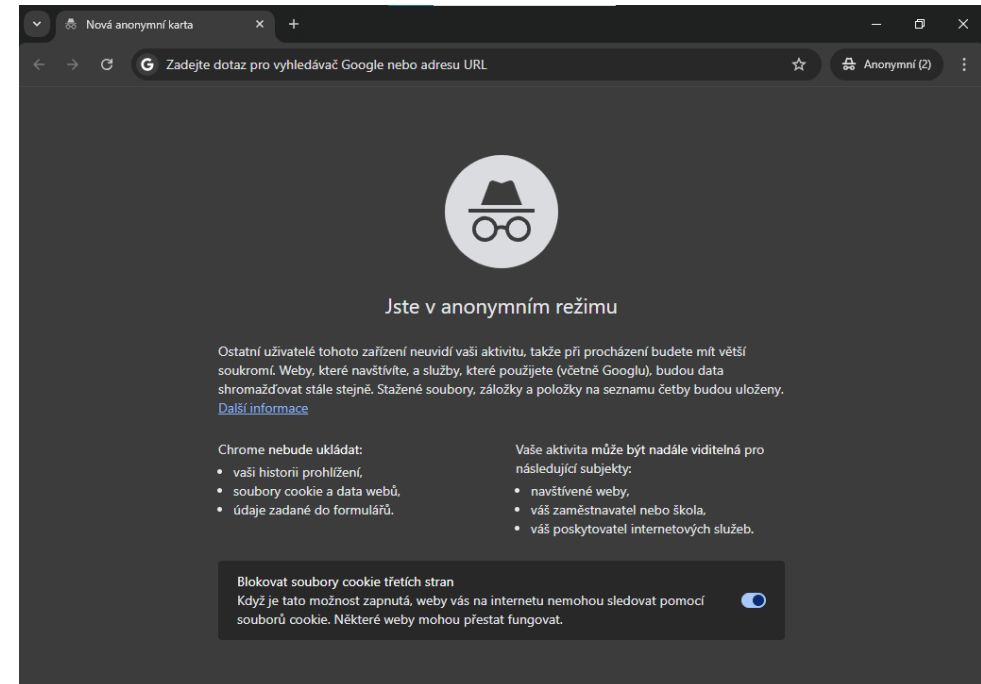 Nová anonymní karta
Zadejte dotaz pro vyhledávač Google nebo adresu URL
Anonymní (2)
Jste v anonymním režimu
Ostatní uživatelé tohoto zařízení neuvidí vaši aktivitu, takže při procházení budete mít větší
soukromí. Weby, které navštívíte, a služby, které použijete (včetně Googlu), budou data
shromažďovat stále stejně. Stažené soubory, záložky a položky na seznamu četby budou uloženy.
Další informace
Chrome nebude ukládat:
• vaši historii prohlížení,
• soubory cookie a data webů,
• údaje zadané do formulářů.
Vaše aktivita může být nadále viditelná pro
následující subjekty:
• navštívené weby,
• váš zaměstnavatel nebo škola,
• váš poskytovatel internetových služeb.
Blokovat soubory cookie třetích stran
Když je tato možnost zapnutá, weby vás na internetu nemohou sledovat pomocí
souborů cookie. Některé weby mohou přestat fungovat.